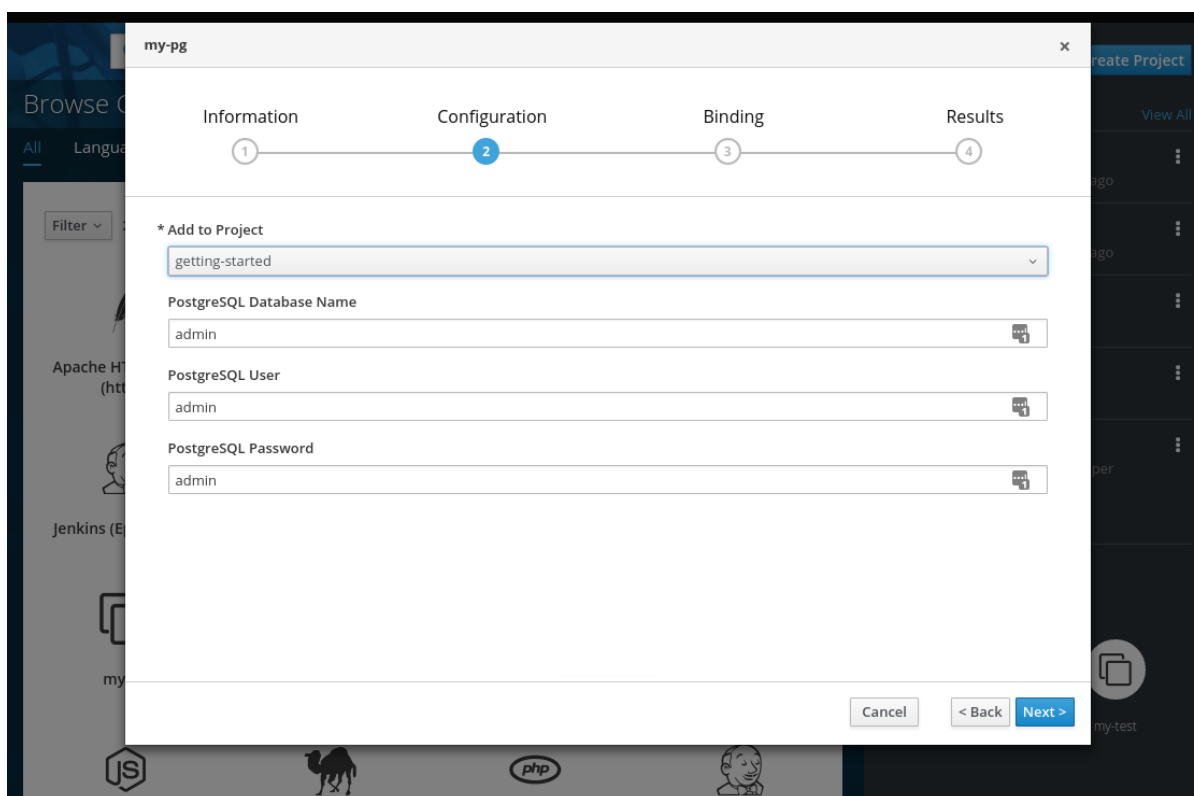 my-pg
×
reate Project
Browse
View All
All Langua
Information Configuration Binding Results
1 2 3 4
ago
Filter
* Add to Project
getting-started
ago
PostgreSQL Database Name
admin
Apache HT
(htt
PostgreSQL User
admin
PostgreSQL Password
admin
per
Jenkins (E
my
Cancel < Back Next >
my-test
JS
php